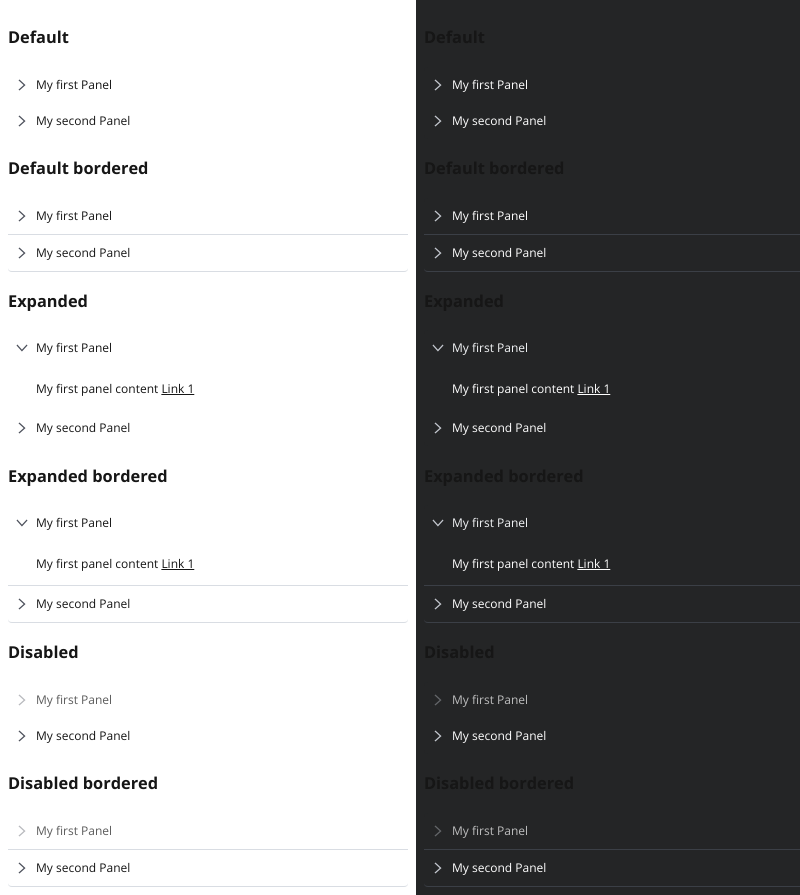 Default
My first Panel
My second Panel
Default bordered
My first Panel
My second Panel
Expanded
My first Panel
My first panel content Link 1
My second Panel
Expanded bordered
My first Panel
My first panel content Link 1
My second Panel
Disabled
My first Panel
My second Panel
Disabled bordered
My first Panel
My second Panel
Default
My first Panel
My second Panel
Default bordered
My first Panel
My second Panel
Expanded
My first Panel
My first panel content Link 1
My second Panel
Expanded bordered
My first Panel
My first panel content Link 1
My second Panel
Disabled
My first Panel
My second Panel
Disabled bordered
My first Panel
My second Panel